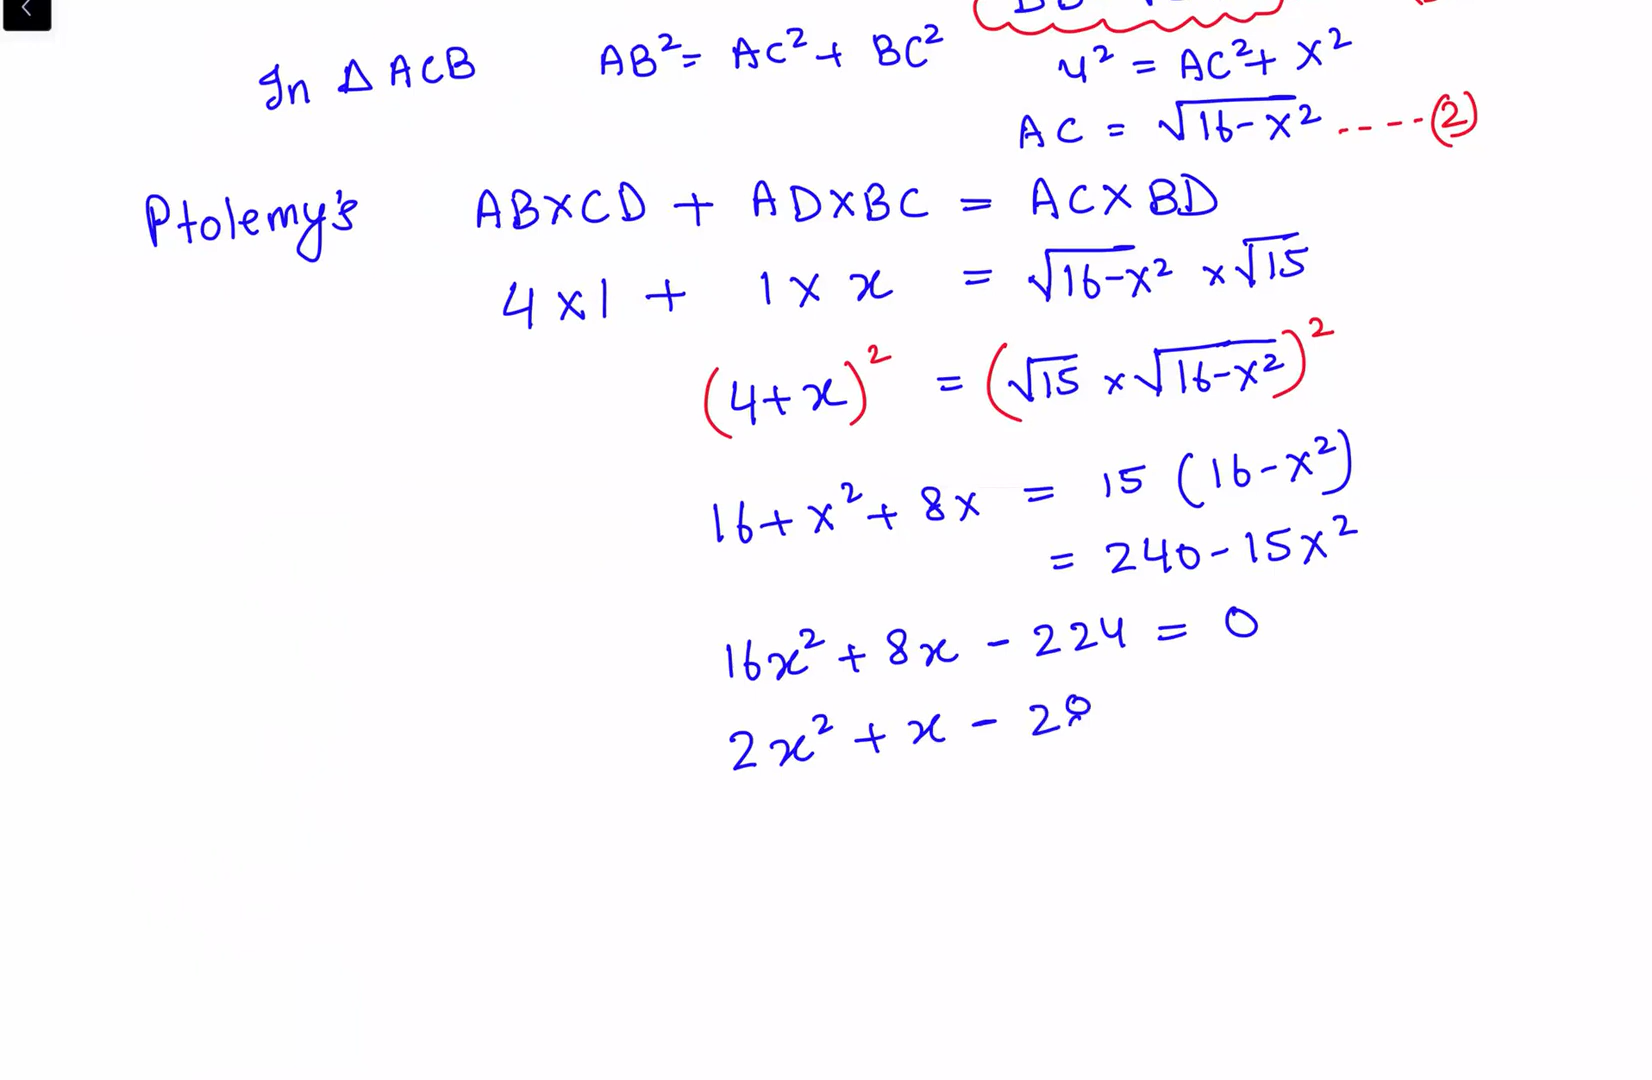 In Δ ACB AB² = AC² + BC² 4² = AC² + x²
AC = √16-x² ----(2)
Ptolemy's AB×CD + AD×BC = AC×BD
4×1 + 1×x = √16-x² ×√15
(4+x)² = (√15 ×√16-x²)²
16+x²+8x = 15 (16-x²)
= 240-15x²
16x²+8x - 224 = 0
2x²+x - 28